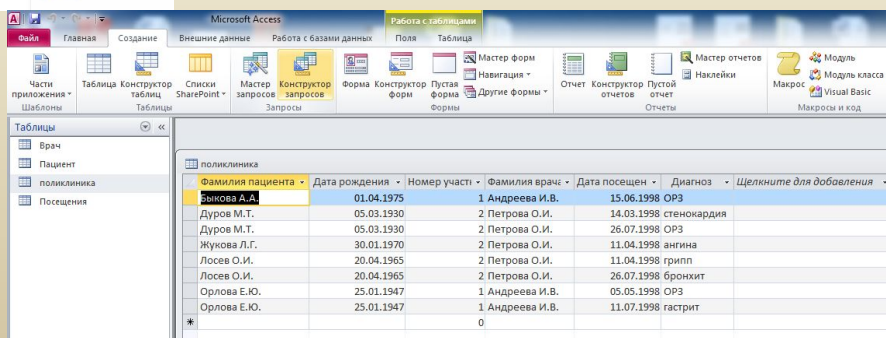 Microsoft Access
Работа с таблицами
Файл Главная Создание Внешние данные Работа с базами данных Поля Таблица
Части приложения
Таблица
Конструктор таблиц
Списки SharePoint
Мастер запросов
Конструктор запросов
Форма
Конструктор форм
Пустая форма
Мастер форм
Навигация
Другие формы
Отчет
Конструктор отчетов
Пустой отчет
Мастер отчетов
Наклейки
Макрос
Модуль
Модуль класса
Visual Basic
Шаблоны Таблицы Запросы Формы Отчеты Макросы и код
Таблицы
Врач
Пациент
поликлиника
Посещения
поликлиника
Фамилия пациента Дата рождения Номер участк Фамилия врача Дата посещен Диагноз Щелкните для добавления
Быкова А.А. 01.04.1975 1 Андреева И.В. 15.06.1998 ОРЗ
Дуров М.Т. 05.03.1930 2 Петрова О.И. 14.03.1998 стенокардия
Дуров М.Т. 05.03.1930 2 Петрова О.И. 26.07.1998 ОРЗ
Жукова Л.Г. 30.01.1970 2 Петрова О.И. 11.04.1998 ангина
Лосев О.И. 20.04.1965 2 Петрова О.И. 11.04.1998 грипп
Лосев О.И. 20.04.1965 2 Петрова О.И. 26.07.1998 бронхит
Орлова Е.Ю. 25.01.1947 1 Андреева И.В. 05.05.1998 ОРЗ
Орлова Е.Ю. 25.01.1947 1 Андреева И.В. 11.07.1998 гастрит
0